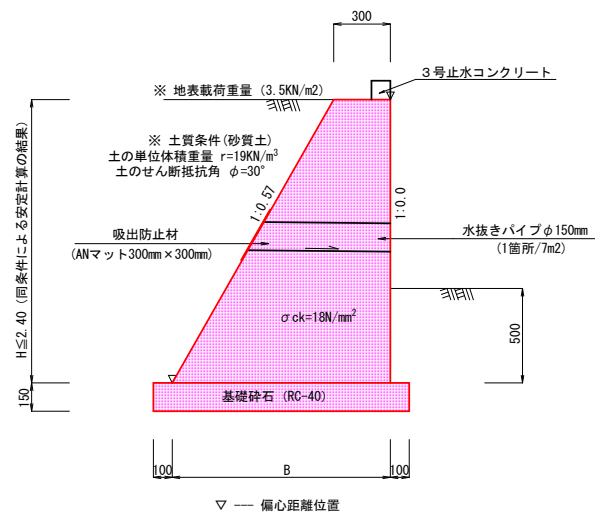 300
3号止水コンクリート
※ 地表載荷重量 (3.5KN/m2)
※ 土質条件(砂質土)
土の単位体積重量 r=19KN/m³
土のせん断抵抗角 φ=30°
1:0.57
1:0.0
H≦2.40 (同条件による安定計算の結果)
吸出防止材
(ANマット300mm×300mm)
水抜きパイプφ150mm
(1箇所/7m2)
σck=18N/mm²
500
150
基礎砕石 (RC-40)
100
B
100
▽ --- 偏心距離位置